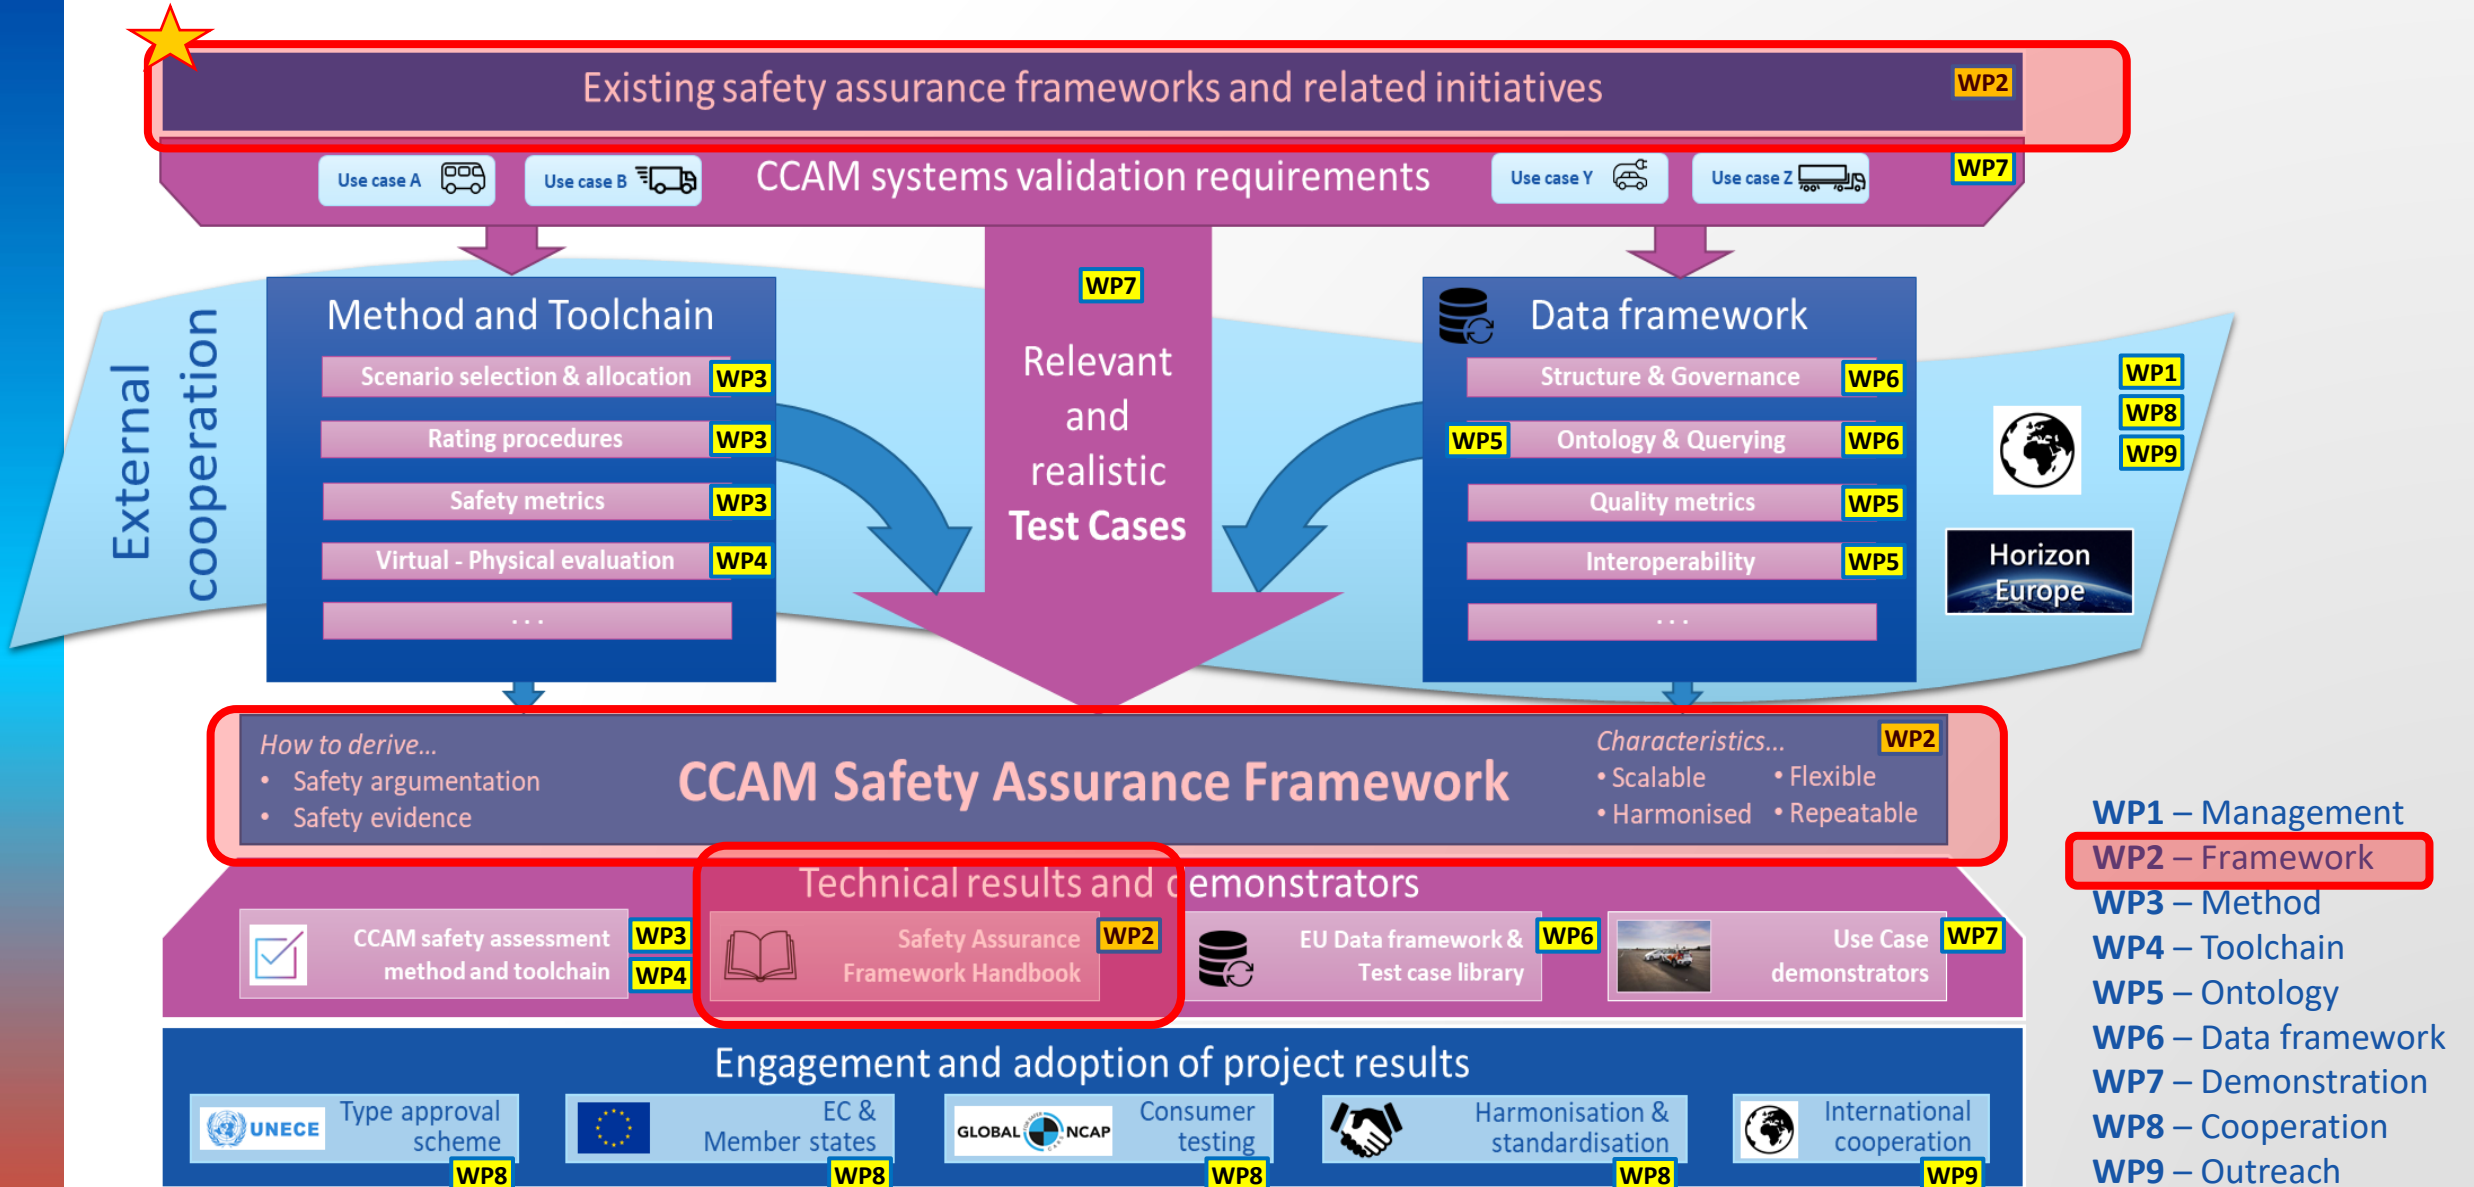 Existing safety assurance frameworks and related initiatives
WP2
Use case A
Use case B
CCAM systems validation requirements
Use case Y
Use case Z
WP7
External
cooperation
Method and Toolchain
Scenario selection & allocation
WP3
Rating procedures
WP3
Safety metrics
WP3
Virtual - Physical evaluation
WP4
...
WP7
Relevant
and
realistic
Test Cases
Data framework
Structure & Governance
WP6
WP5
Ontology & Querying
WP6
Quality metrics
WP5
Interoperability
WP5
...
WP1
WP8
WP9
Horizon
Europe
How to derive...
• Safety argumentation
• Safety evidence
CCAM Safety Assurance Framework
Characteristics...
WP2
• Scalable
• Flexible
• Harmonised
• Repeatable
Technical results and demonstrators
CCAM safety assessment
method and toolchain
WP3
WP4
Safety Assurance
Framework Handbook
WP2
EU Data framework &
Test case library
WP6
Use Case
demonstrators
WP7
Engagement and adoption of project results
UNECE
Type approval
scheme
WP8
EC &
Member states
WP8
GLOBAL NCAP
Consumer
testing
WP8
Harmonisation &
standardisation
WP8
International
cooperation
WP9
WP1 – Management
WP2 – Framework
WP3 – Method
WP4 – Toolchain
WP5 – Ontology
WP6 – Data framework
WP7 – Demonstration
WP8 – Cooperation
WP9 – Outreach